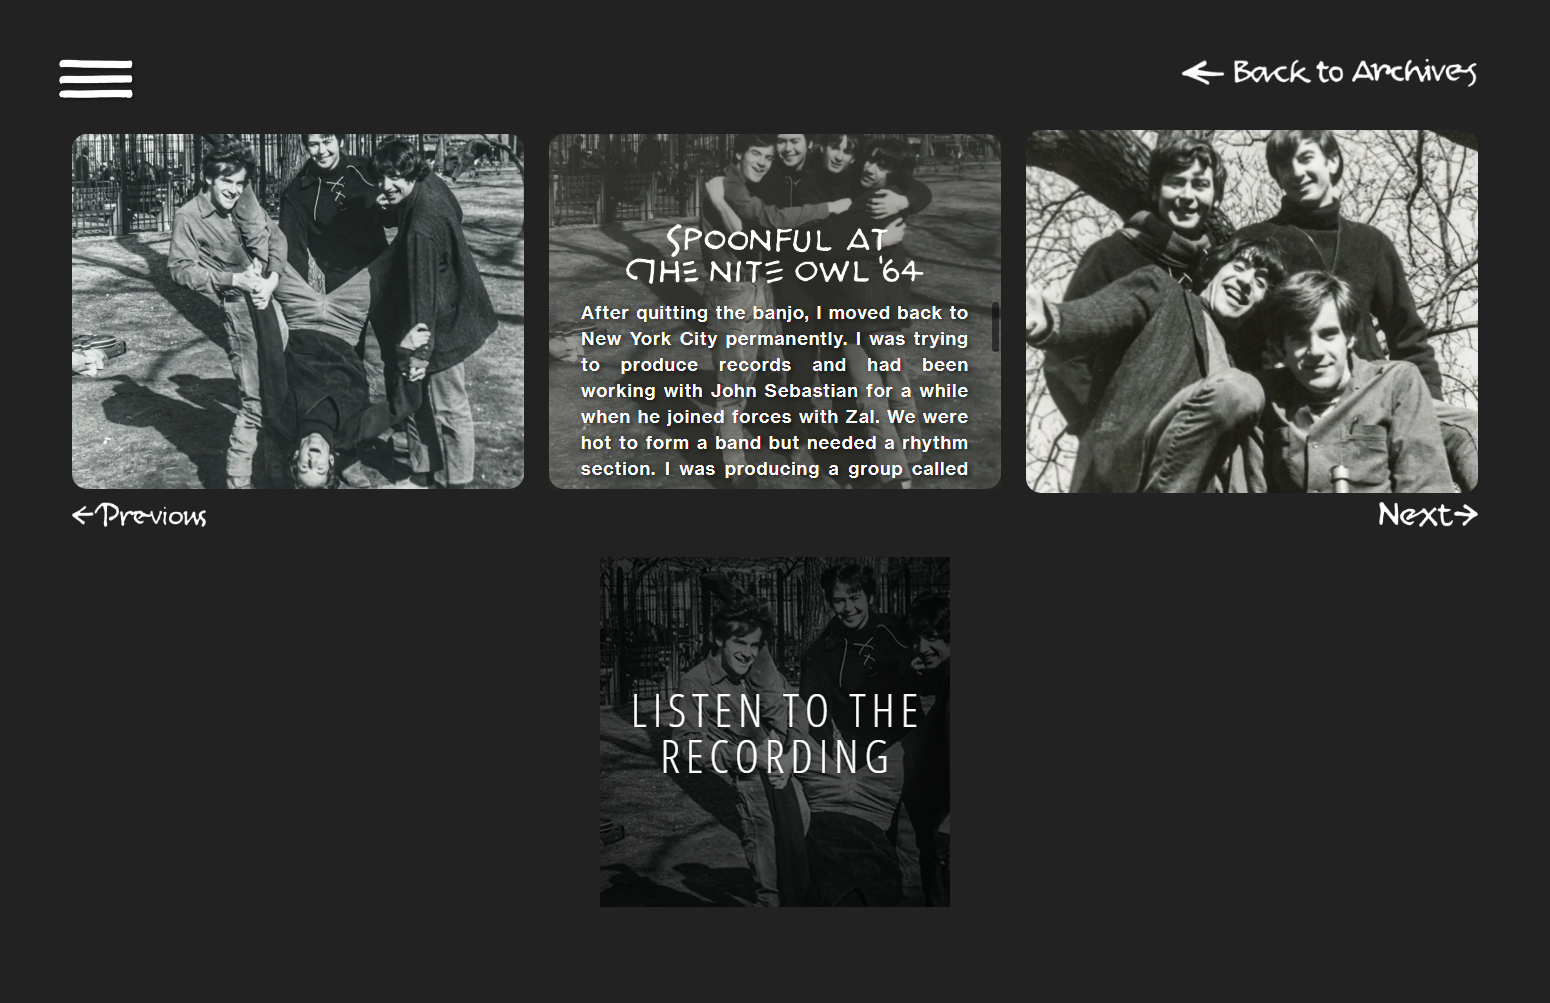 ← Back to Archives
SPOONFUL AT
THE NITE OWL '64
After quitting the banjo, I moved back to
New York City permanently. I was trying
to produce records and had been
working with John Sebastian for a while
when he joined forces with Zal. We were
hot to form a band but needed a rhythm
section. I was producing a group called
← Previous
Next →
LISTEN TO THE
RECORDING